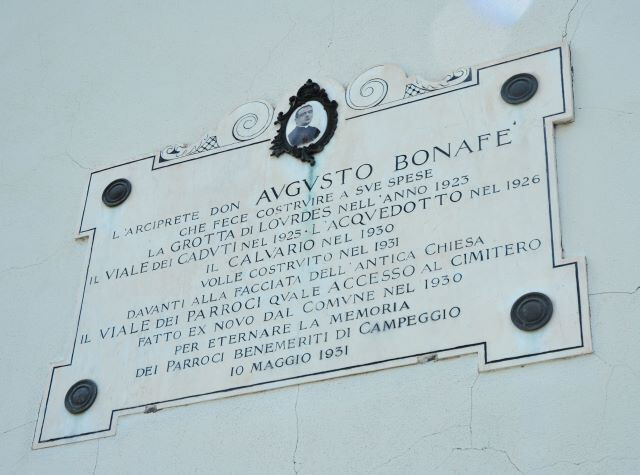 L'ARCIPRETE DON AVGVSTO BONAFE'
CHE FECE COSTRVIRE A SVE SPESE
LA GROTTA DI LOVRDES NELL'ANNO 1923
IL VIALE DEI CADVTI NEL 1925 · L'ACQVEDOTTO NEL 1926
IL CALVARIO NEL 1930
VOLLE COSTRVITO NEL 1931
DAVANTI ALLA FACCIATA DELL'ANTICA CHIESA
IL VIALE DEI PARROCI QVALE ACCESSO AL CIMITERO
FATTO EX NOVO DAL COMVNE NEL 1930
PER ETERNARE LA MEMORIA
DEI PARROCI BENEMERITI DI CAMPEGGIO
10 MAGGIO 1931